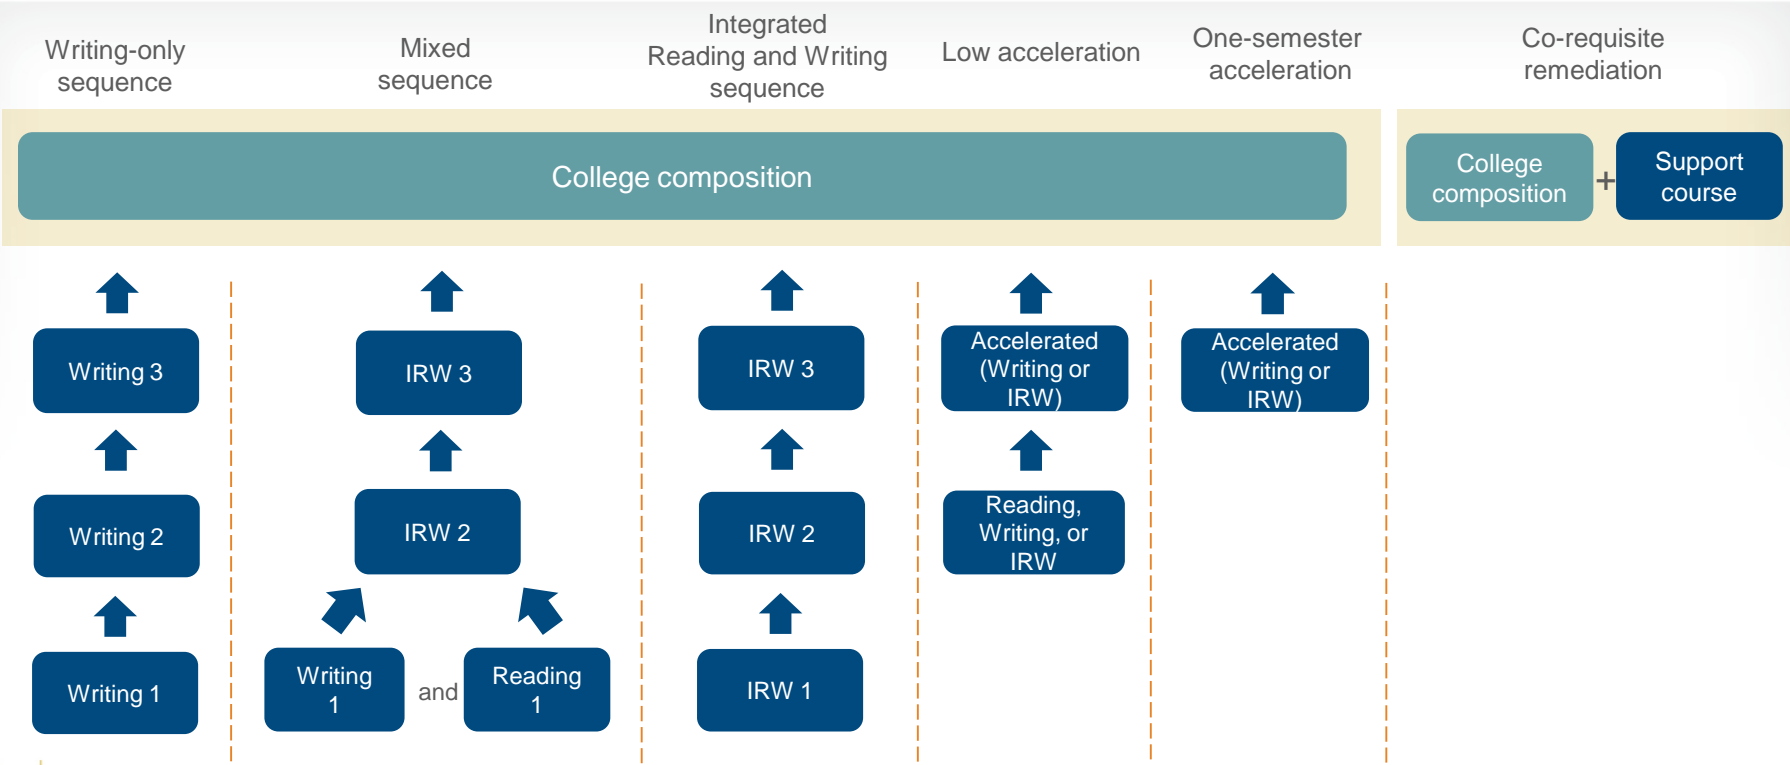 Writing-only
sequence
Mixed
sequence
Integrated
Reading and Writing
sequence
Low acceleration
One-semester
acceleration
Co-requisite
remediation
College composition
College
composition
+
Support
course
Writing 3
IRW 3
IRW 3
Accelerated
(Writing or
IRW)
Accelerated
(Writing or
IRW)
Writing 2
IRW 2
IRW 2
Reading,
Writing, or
IRW
Writing 1
Writing
1
and
Reading
1
IRW 1